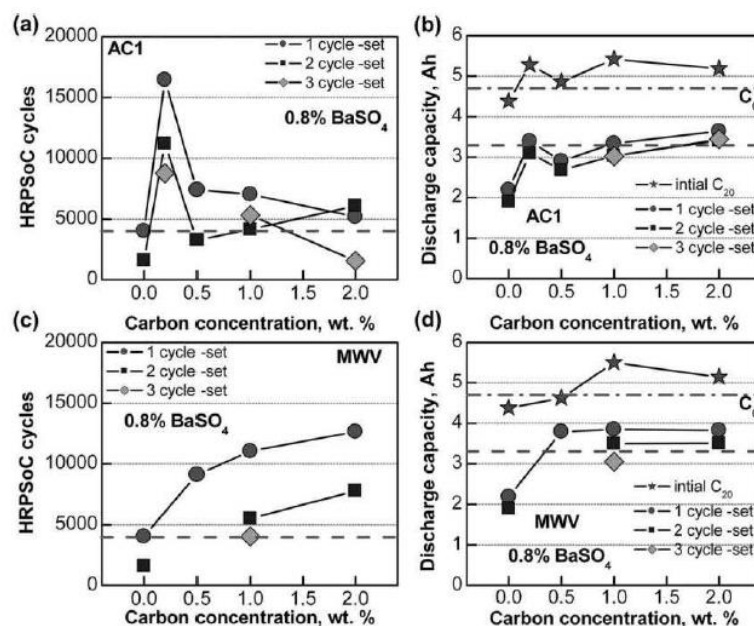 (a)
20000
15000
10000
5000
0
HRPSoC cycles
AC1
1 cycle -set
2 cycle -set
3 cycle -set
0.8% BaSO₄
0.0 0.5 1.0 1.5 2.0
Carbon concentration, wt. %
(b)
6
5
4
3
2
1
0
Discharge capacity, Ah
AC1
0.8% BaSO₄
intial C₂₀
1 cycle -set
2 cycle -set
3 cycle -set
0.0 0.5 1.0 1.5 2.0
Carbon concentration, wt. %
(c)
20000
15000
10000
5000
0
HRPSoC cycles
1 cycle -set
2 cycle -set
3 cycle -set
MWV
0.8% BaSO₄
0.0 0.5 1.0 1.5 2.0
Carbon concentration, wt. %
(d)
6
5
4
3
2
1
0
Discharge capacity, Ah
MWV
0.8% BaSO₄
intial C₂₀
1 cycle -set
2 cycle -set
3 cycle -set
0.0 0.5 1.0 1.5 2.0
Carbon concentration, wt. %